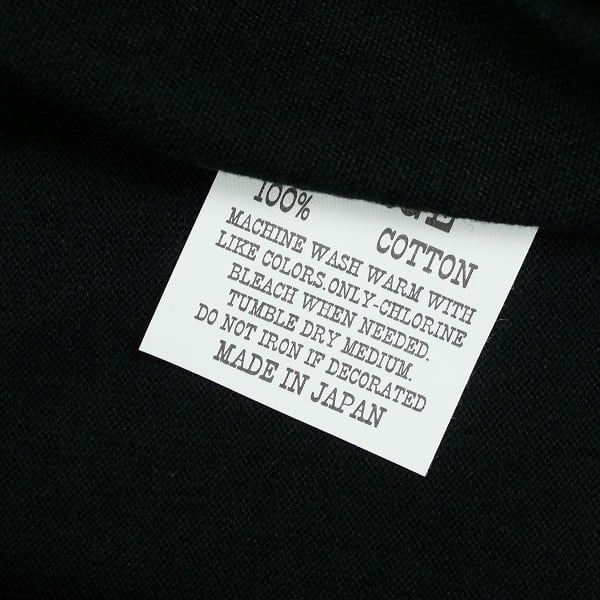 100% COTTON
MACHINE WASH WARM WITH
LIKE COLORS.ONLY-CHLORINE
BLEACH WHEN NEEDED.
TUMBLE DRY MEDIUM.
DO NOT IRON IF DECORATED
MADE IN JAPAN